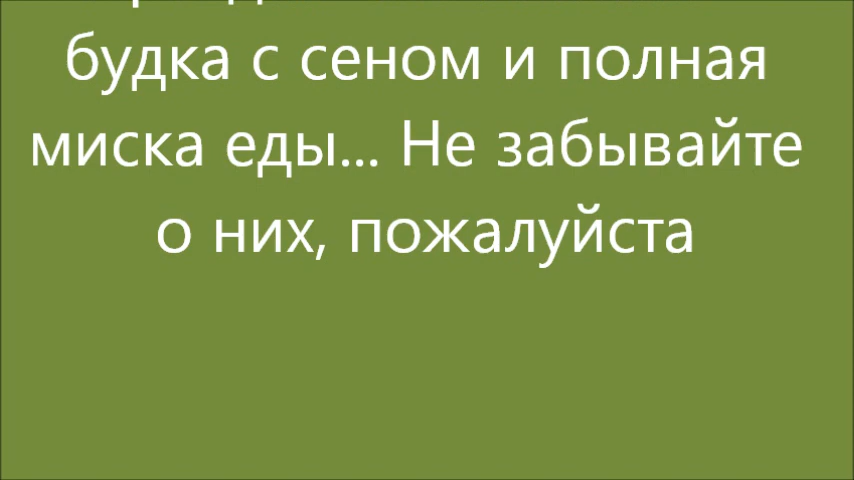 будка с сеном и полная
миска еды... Не забывайте
о них, пожалуйста